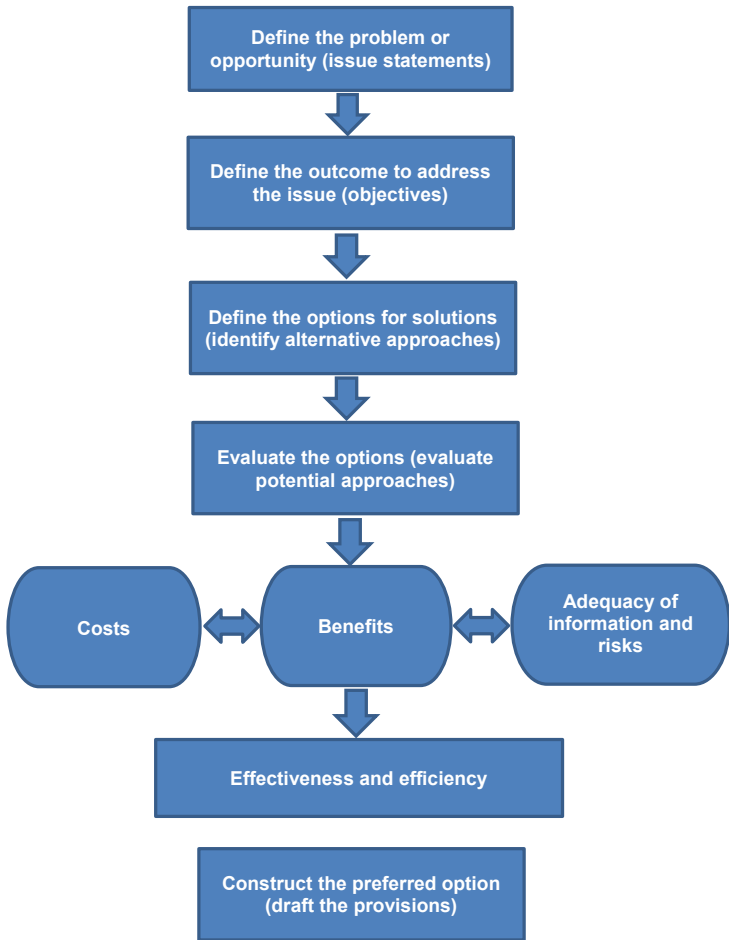 Define the problem or
opportunity (issue statements)
Define the outcome to address
the issue (objectives)
Define the options for solutions
(identify alternative approaches)
Evaluate the options (evaluate
potential approaches)
Costs
Benefits
Adequacy of
information and
risks
Effectiveness and efficiency
Construct the preferred option
(draft the provisions)